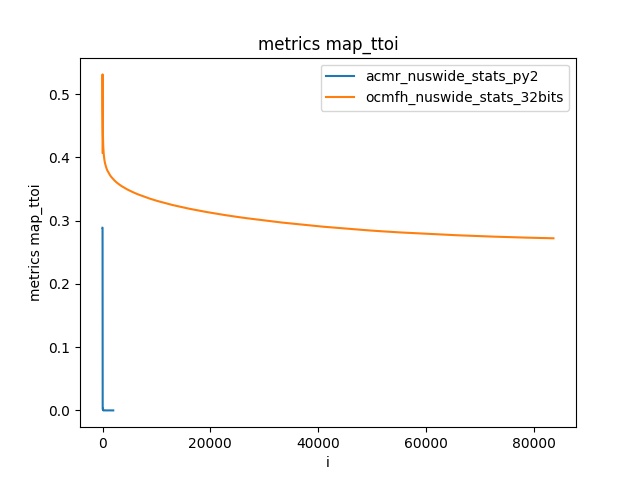 metrics map_ttoi
acmr_nuswide_stats_py2
ocmfh_nuswide_stats_32bits
metrics map_ttoi
0.5
0.4
0.3
0.2
0.1
0.0
0 20000 40000 60000 80000
i